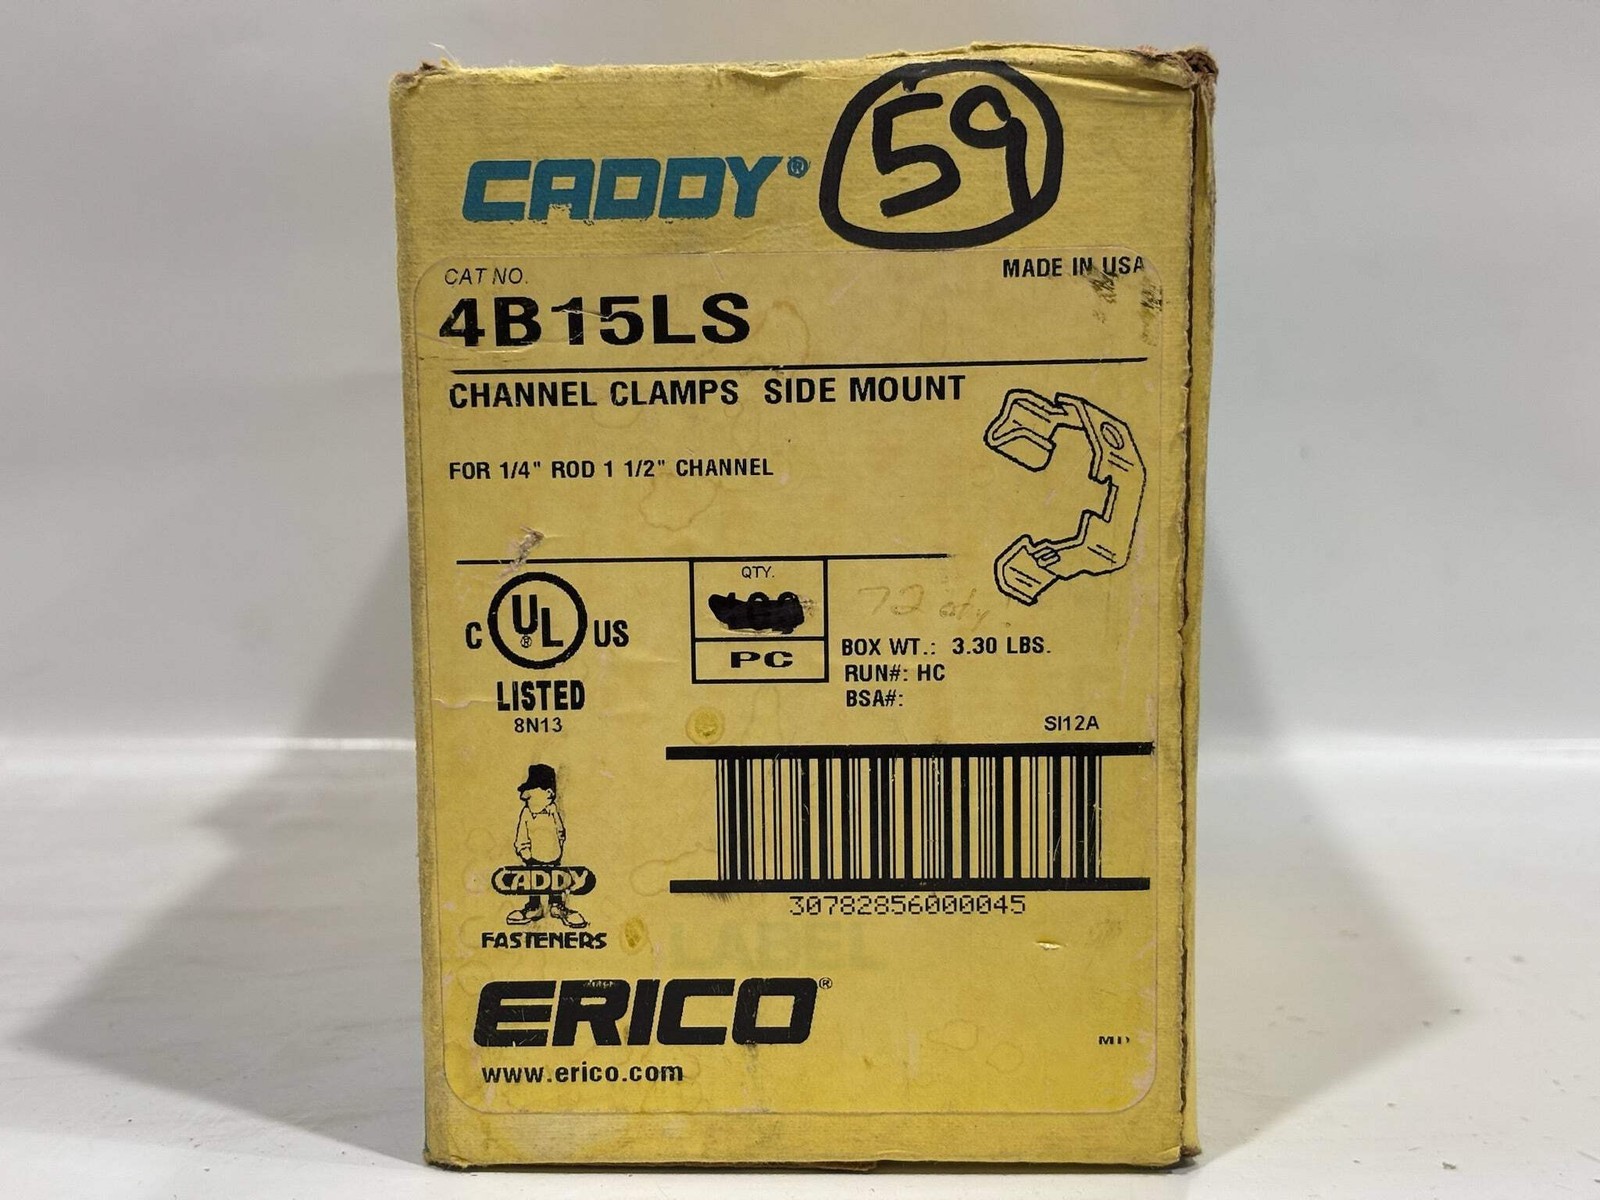 CADDY®
59
CAT NO.
MADE IN USA
4B15LS
CHANNEL CLAMPS SIDE MOUNT
FOR 1/4" ROD 1 1/2" CHANNEL
QTY.
72 qty
PC
C UL® US
LISTED
8N13
BOX WT.: 3.30 LBS.
RUN#: HC
BSA#:
SI12A
CADDY
FASTENERS
30782856000045
LABEL
ERICO®
www.erico.com